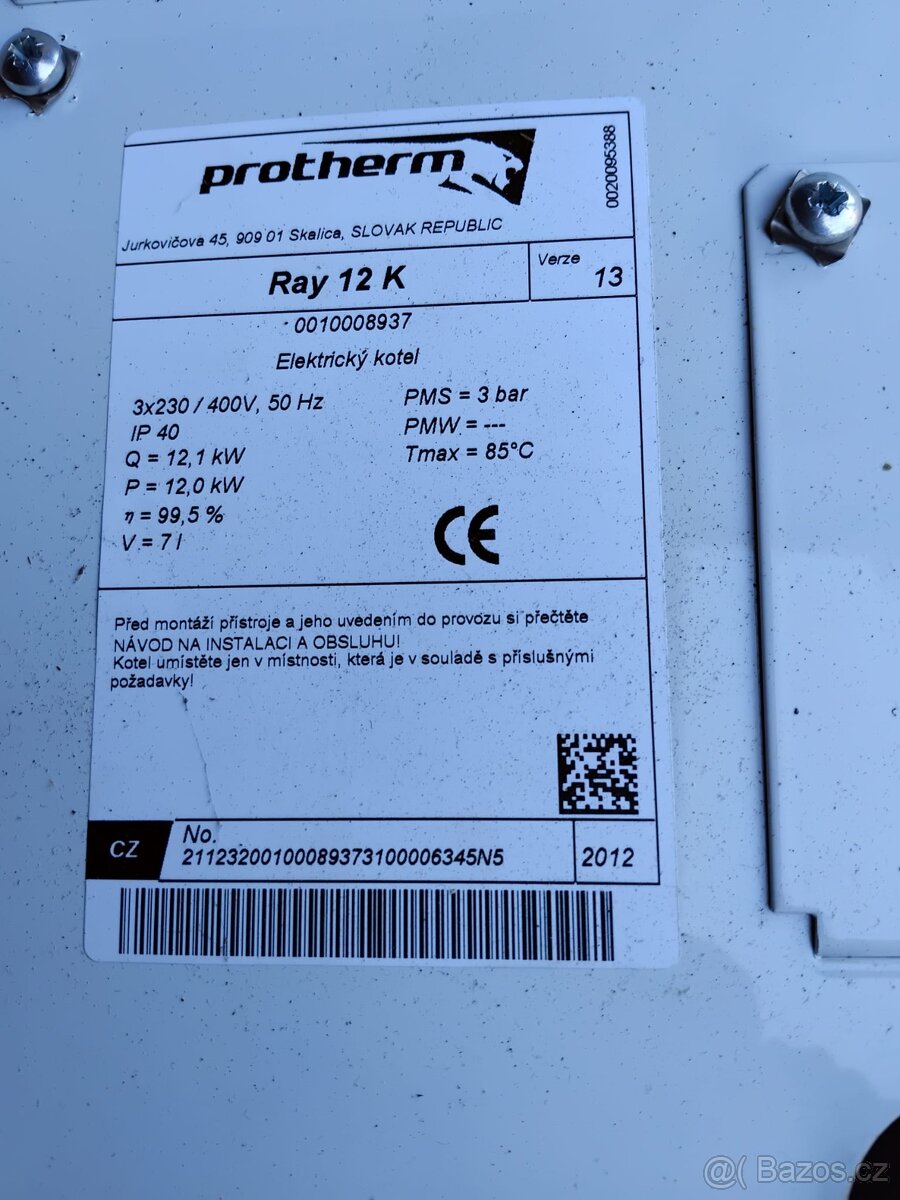 protherm
0020095388
Jurkovičova 45, 909 01 Skalica, SLOVAK REPUBLIC
Ray 12 K
Verze
13
0010008937
Elektrický kotel
3x230 / 400V, 50 Hz
IP 40
Q = 12,1 kW
P = 12,0 kW
η = 99,5 %
V = 7 l
PMS = 3 bar
PMW = ---
Tmax = 85°C
CE
Před montáží přístroje a jeho uvedením do provozu si přečtěte
NÁVOD NA INSTALACI A OBSLUHU!
Kotel umístěte jen v místnosti, která je v souladě s příslušnými
požadavky!
CZ
No.
21123200100089373100006345N5
2012
@( Bazos.cz